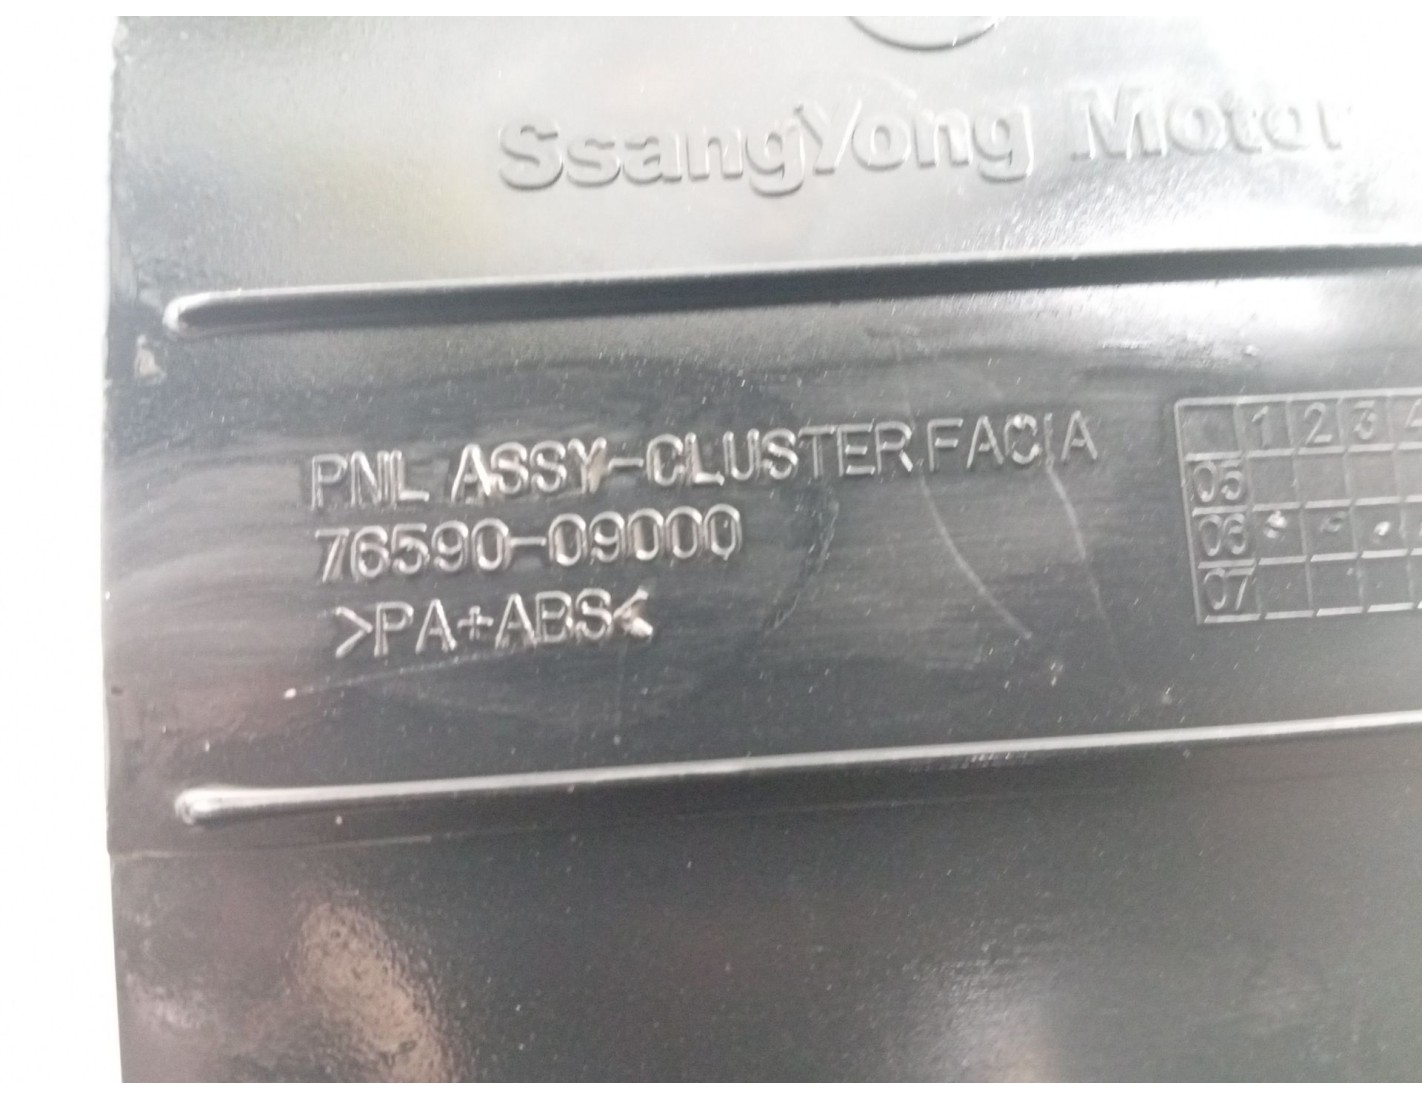 SsangYong Motor
PNL ASSY-CLUSTER FACIA
76590-09000
>PA+ABS<
1 2 3 4
05
06
07